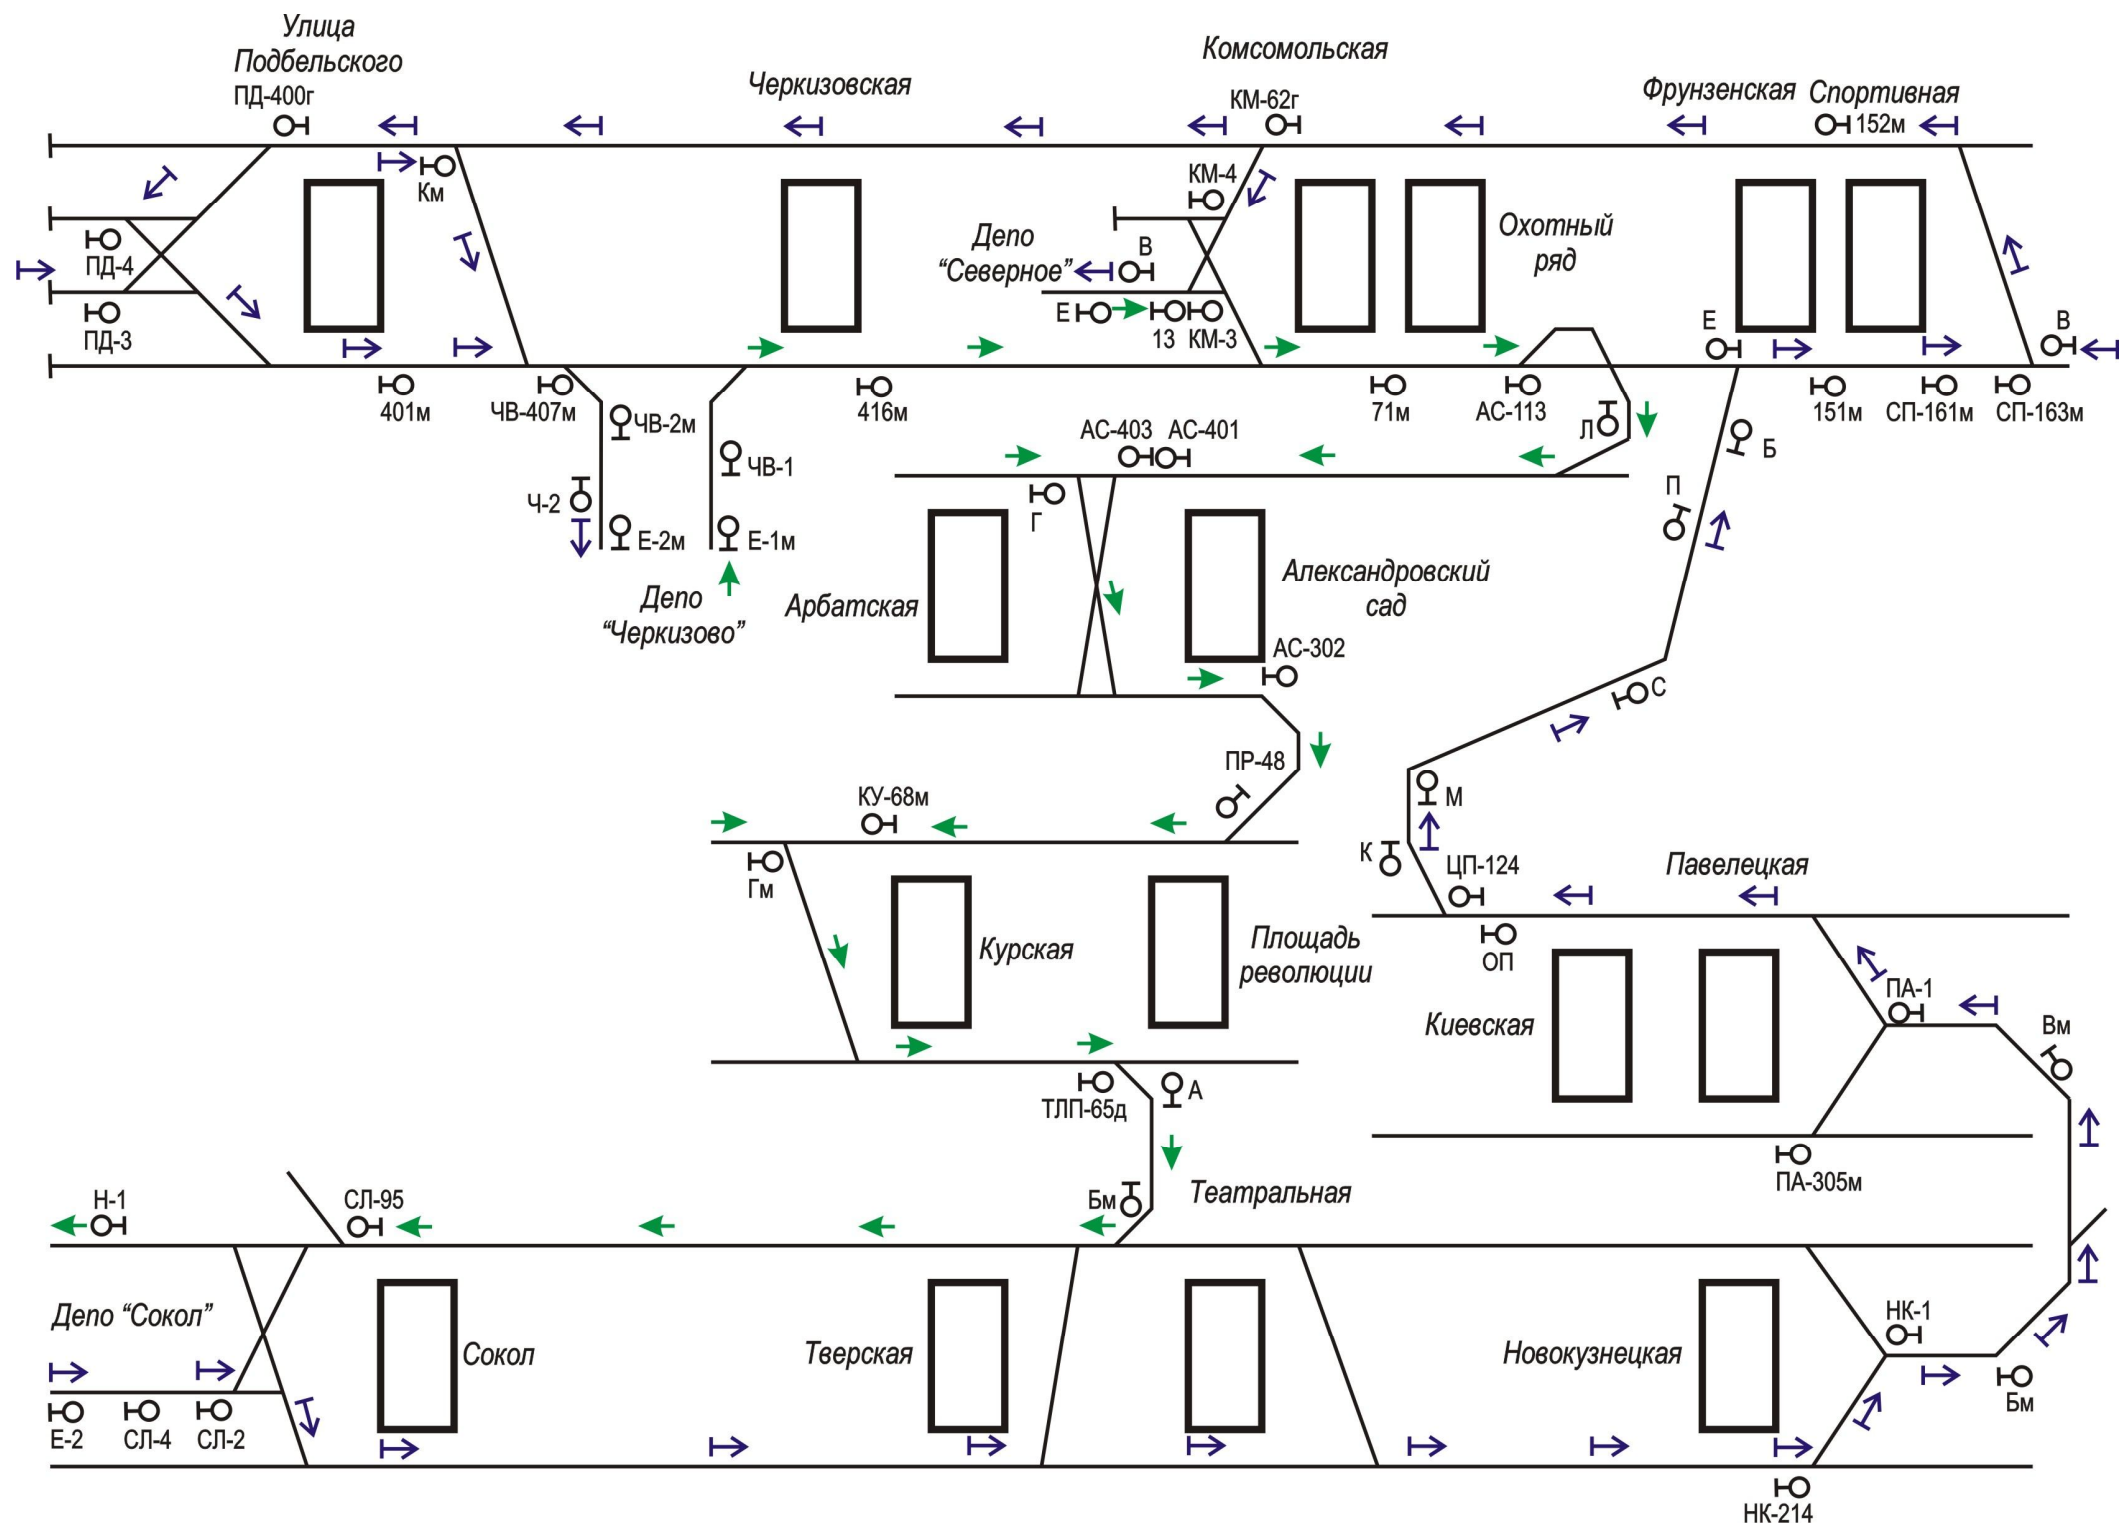 Улица
Подбельского
ПД-400г
Черкизовская
Комсомольская
КМ-62г
Фрунзенская
Спортивная
152м
Км
КМ-4
Депо
“Северное”
В
Охотный
ряд
ПД-4
ПД-3
Е
13
КМ-3
Е
В
401м
ЧВ-407м
416м
71м
АС-113
151м
СП-161м
СП-163м
ЧВ-2м
ЧВ-1
АС-403
АС-401
Л
Б
Ч-2
Г
П
Е-2м
Е-1м
Депо
“Черкизово”
Арбатская
Александровский
сад
АС-302
С
ПР-48
КУ-68м
М
К
ЦП-124
Павелецкая
Гм
Курская
Площадь
революции
ОП
Киевская
ПА-1
Вм
ТЛП-65д
А
ПА-305м
Н-1
СЛ-95
Бм
Театральная
Депо “Сокол”
Сокол
Тверская
Новокузнецкая
НК-1
Бм
Е-2
СЛ-4
СЛ-2
НК-214